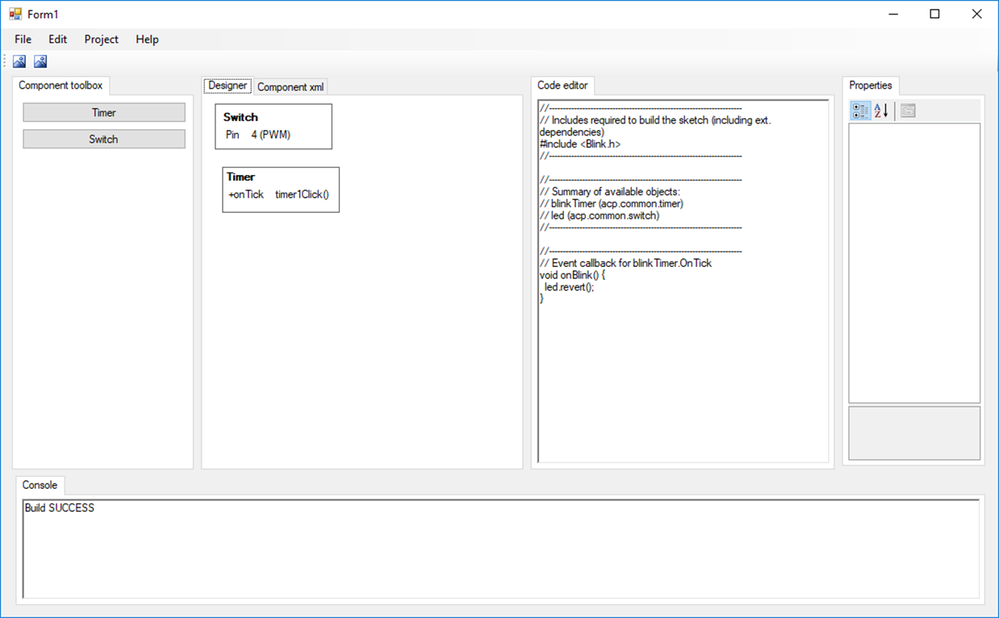 Form1
File Edit Project Help
Component toolbox
Timer
Switch
Designer Component xml
Switch
Pin 4 (PWM)
Timer
+onTick timer1Click()
Code editor
//----------------------------------------------------------------------
// Includes required to build the sketch (including ext.
dependencies)
#include <Blink.h>
//----------------------------------------------------------------------
//----------------------------------------------------------------------
// Summary of available objects:
// blinkTimer (acp.common.timer)
// led (acp.common.switch)
//----------------------------------------------------------------------
//----------------------------------------------------------------------
// Event callback for blinkTimer.OnTick
void onBlink() {
  led.revert();
}
Properties
Console
Build SUCCESS